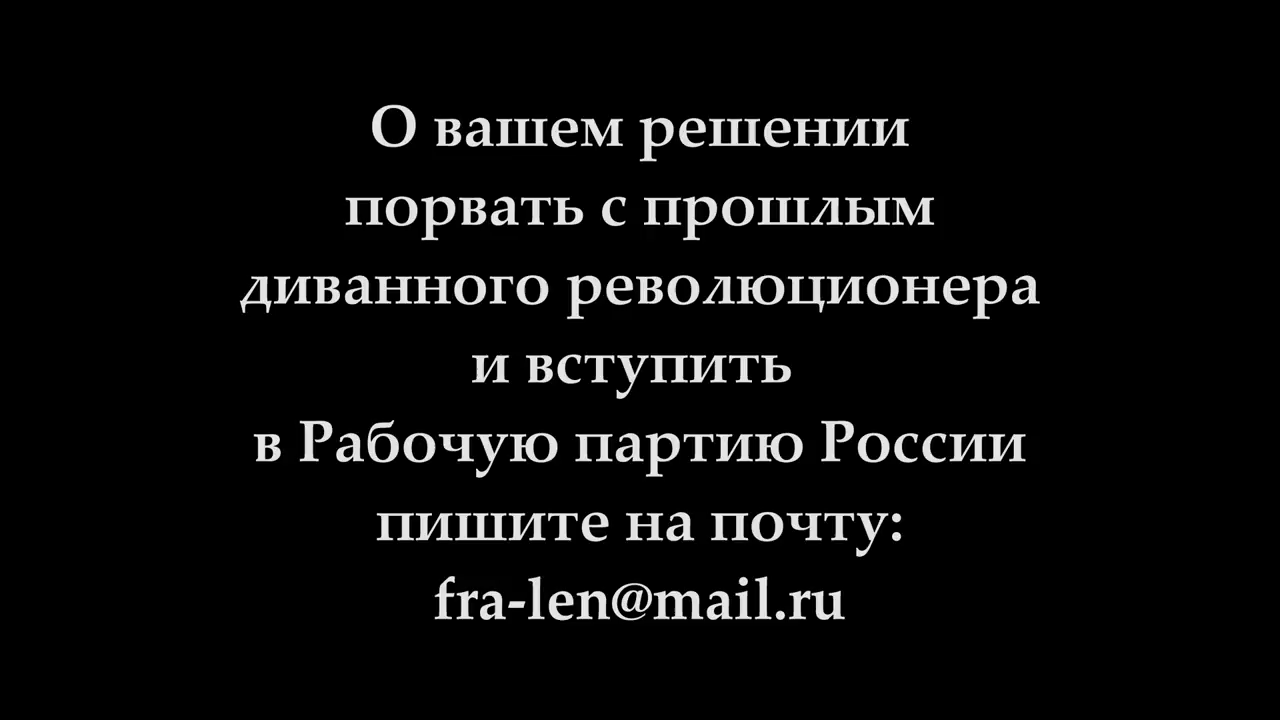 О вашем решении
порвать с прошлым
диванного революционера
и вступить
в Рабочую партию России
пишите на почту:
fra-len@mail.ru